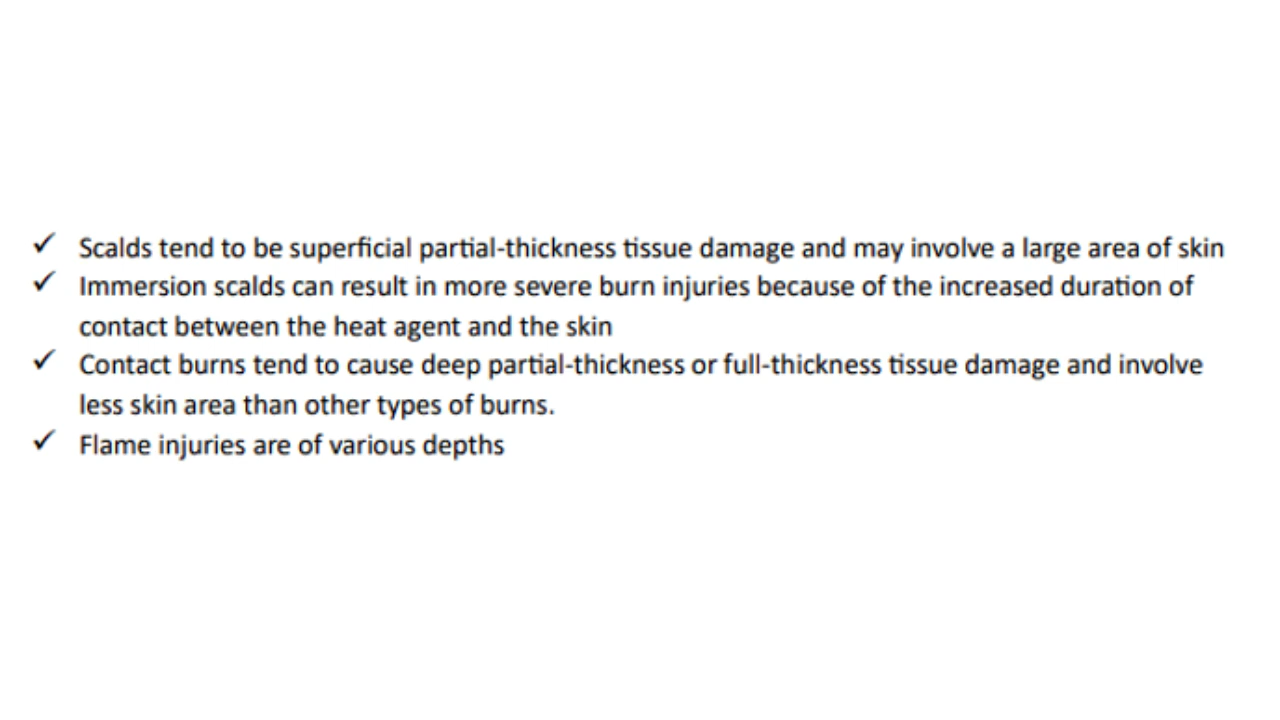 ✓ Scalds tend to be superficial partial-thickness tissue damage and may involve a large area of skin
✓ Immersion scalds can result in more severe burn injuries because of the increased duration of
contact between the heat agent and the skin
✓ Contact burns tend to cause deep partial-thickness or full-thickness tissue damage and involve
less skin area than other types of burns.
✓ Flame injuries are of various depths